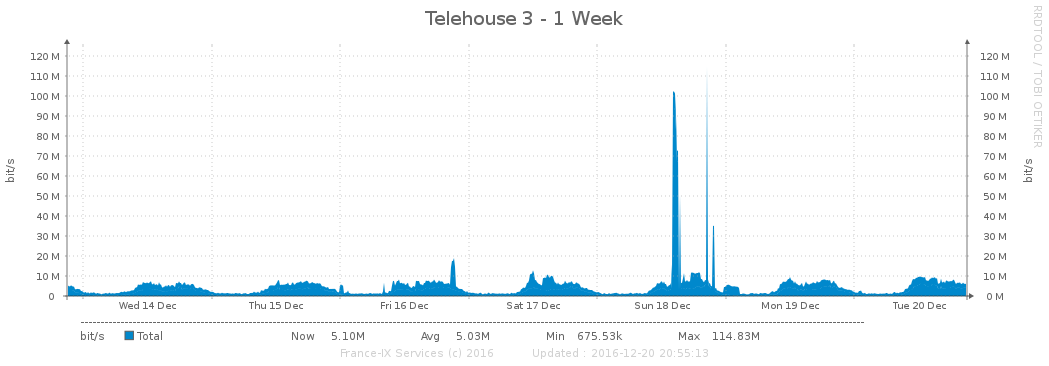 Telehouse 3 - 1 Week
RRDTOOL / TOBI OETIKER
bit/s
bit/s
120 M 120 M
110 M 110 M
100 M 100 M
90 M 90 M
80 M 80 M
70 M 70 M
60 M 60 M
50 M 50 M
40 M 40 M
30 M 30 M
20 M 20 M
10 M 10 M
0 0 M
Wed 14 Dec Thu 15 Dec Fri 16 Dec Sat 17 Dec Sun 18 Dec Mon 19 Dec Tue 20 Dec
bit/s Total Now 5.10M Avg 5.03M Min 675.53k Max 114.83M
France-IX Services (c) 2016 Updated : 2016-12-20 20:55:13